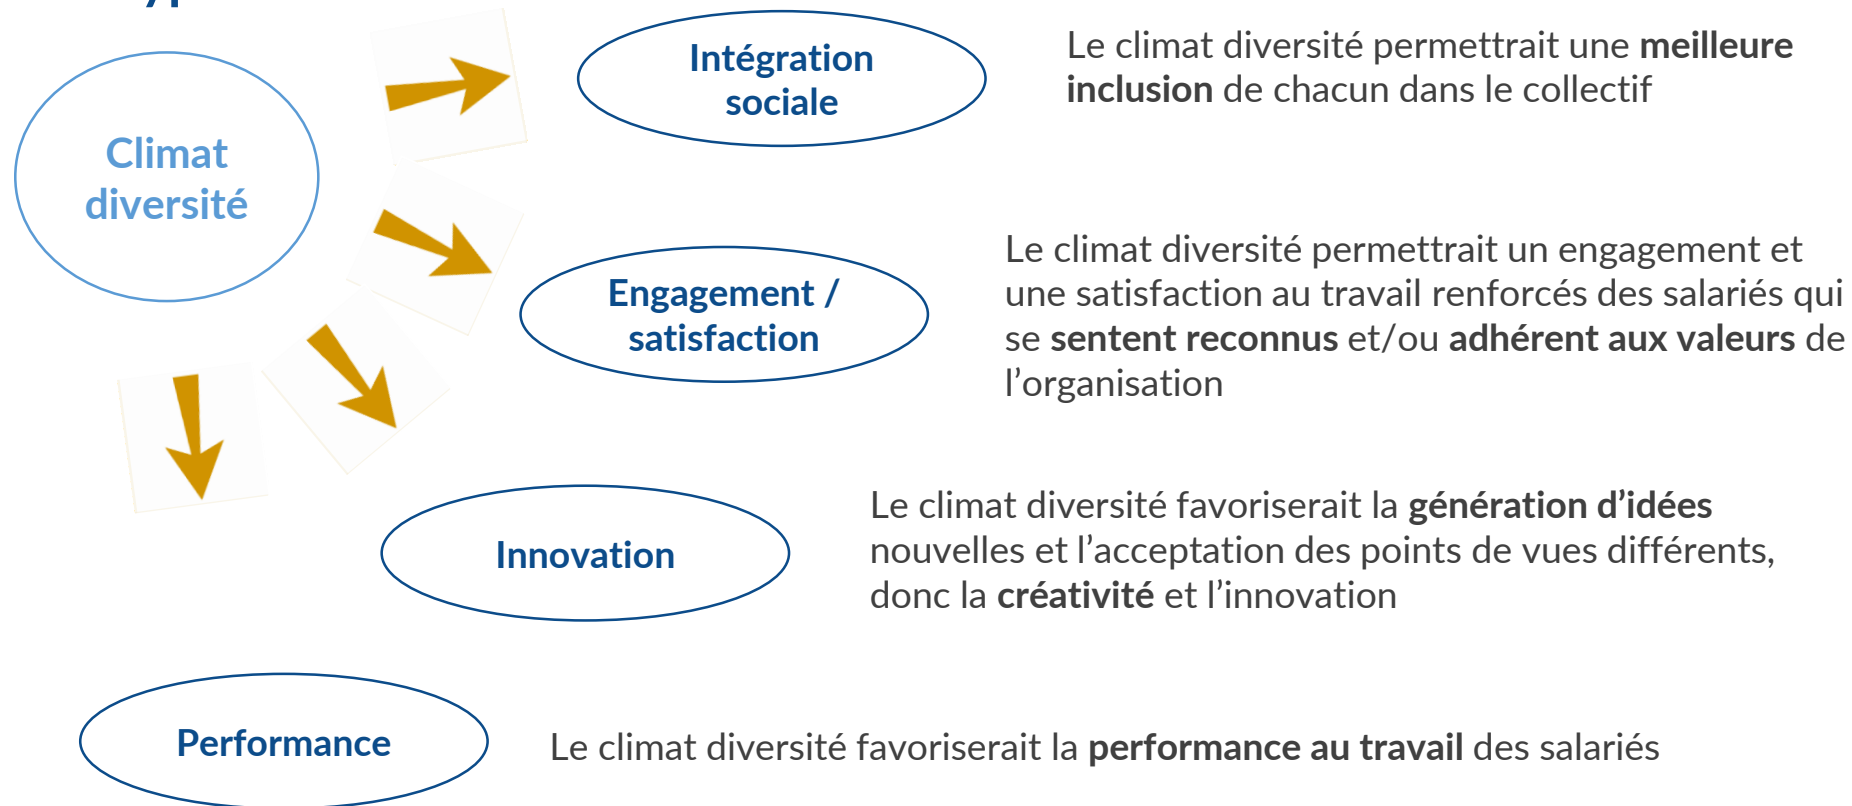 Climat
diversité
Intégration
sociale
Le climat diversité permettrait une meilleure
inclusion de chacun dans le collectif
Engagement /
satisfaction
Le climat diversité permettrait un engagement et
une satisfaction au travail renforcés des salariés qui
se sentent reconnus et/ou adhérent aux valeurs de
l’organisation
Innovation
Le climat diversité favoriserait la génération d’idées
nouvelles et l’acceptation des points de vues différents,
donc la créativité et l’innovation
Performance
Le climat diversité favoriserait la performance au travail des salariés